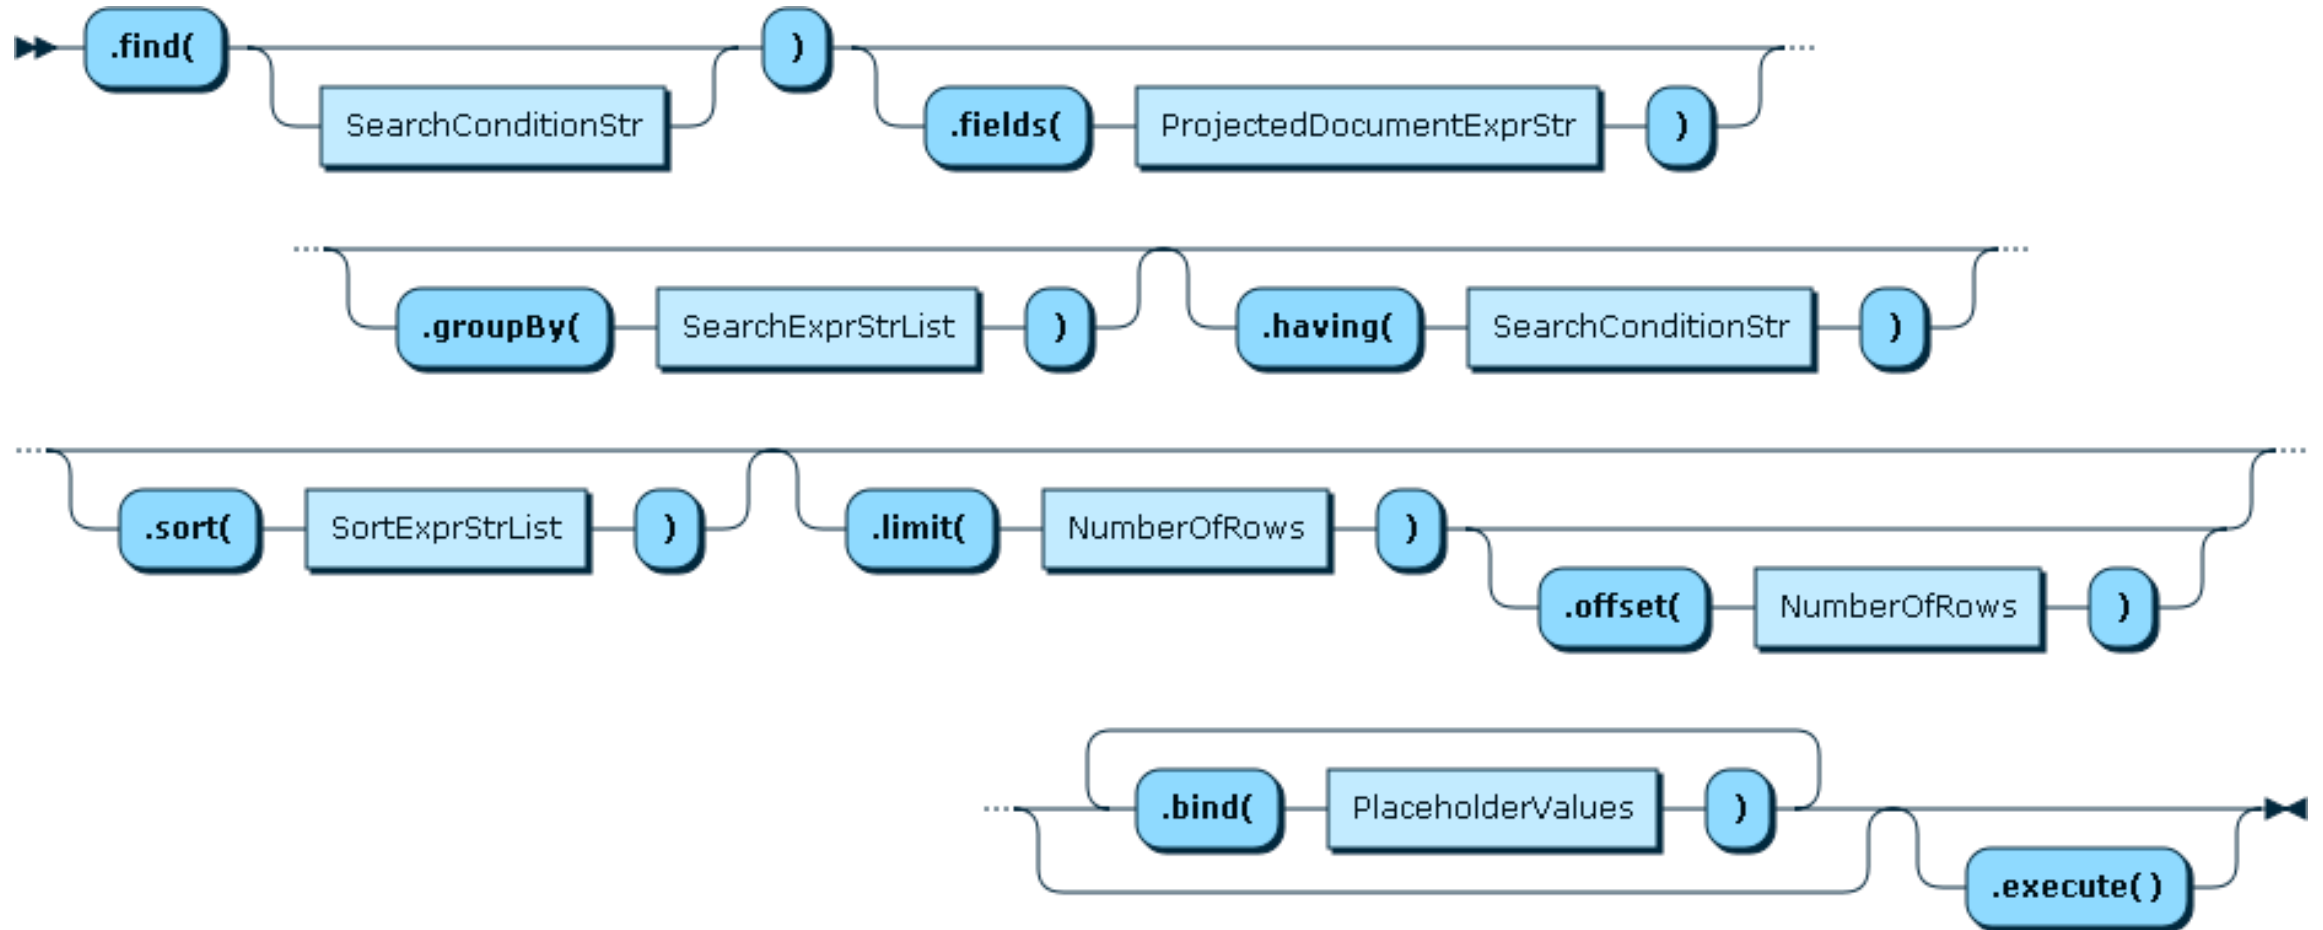 .find( ) 
SearchConditionStr .fields( ProjectedDocumentExprStr )
.groupBy( SearchExprStrList ) .having( SearchConditionStr )
.sort( SortExprStrList ) .limit( NumberOfRows )
.offset( NumberOfRows )
.bind( PlaceholderValues )
.execute( )